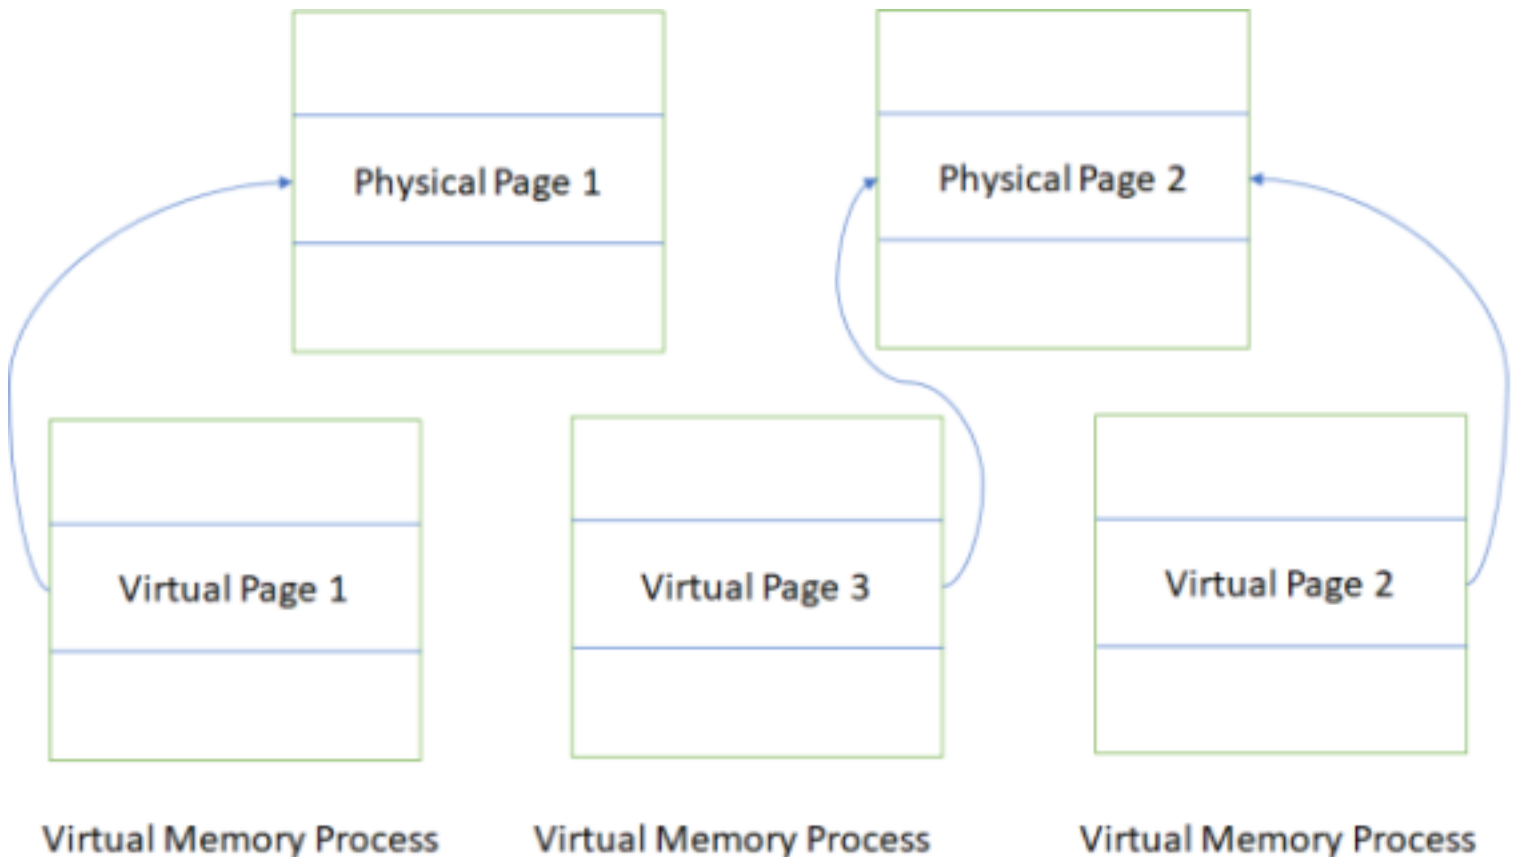 Physical Page 1
Physical Page 2
Virtual Page 1
Virtual Page 3
Virtual Page 2
Virtual Memory Process
Virtual Memory Process
Virtual Memory Process